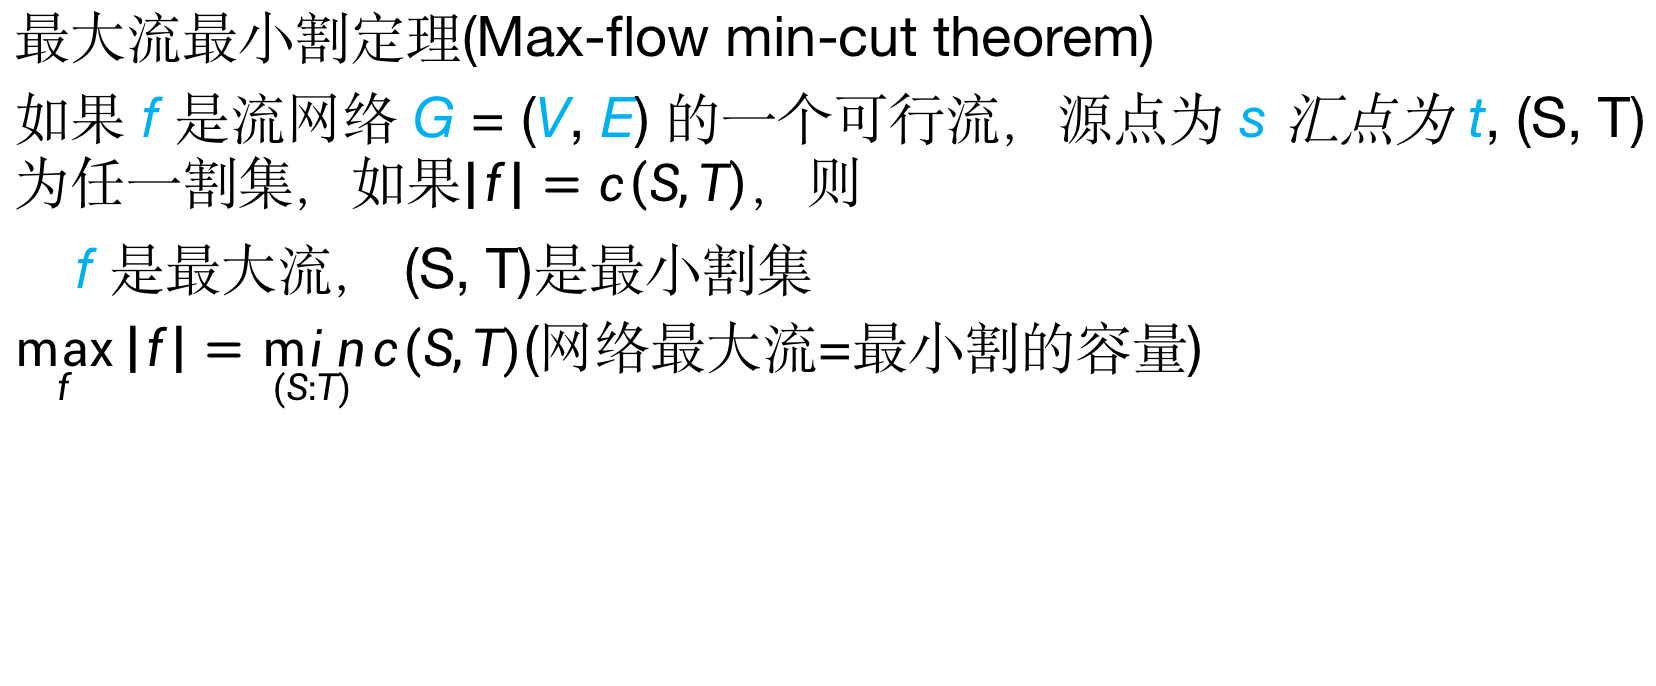 最大流最小割定理(Max-flow min-cut theorem)
如果 f 是流网络 G = (V, E) 的一个可行流，源点为 s 汇点为 t, (S, T)
为任一割集，如果|f| = c(S,T)，则
f 是最大流， (S, T)是最小割集
max|f| = min c(S,T)(网络最大流=最小割的容量)
f (S:T)